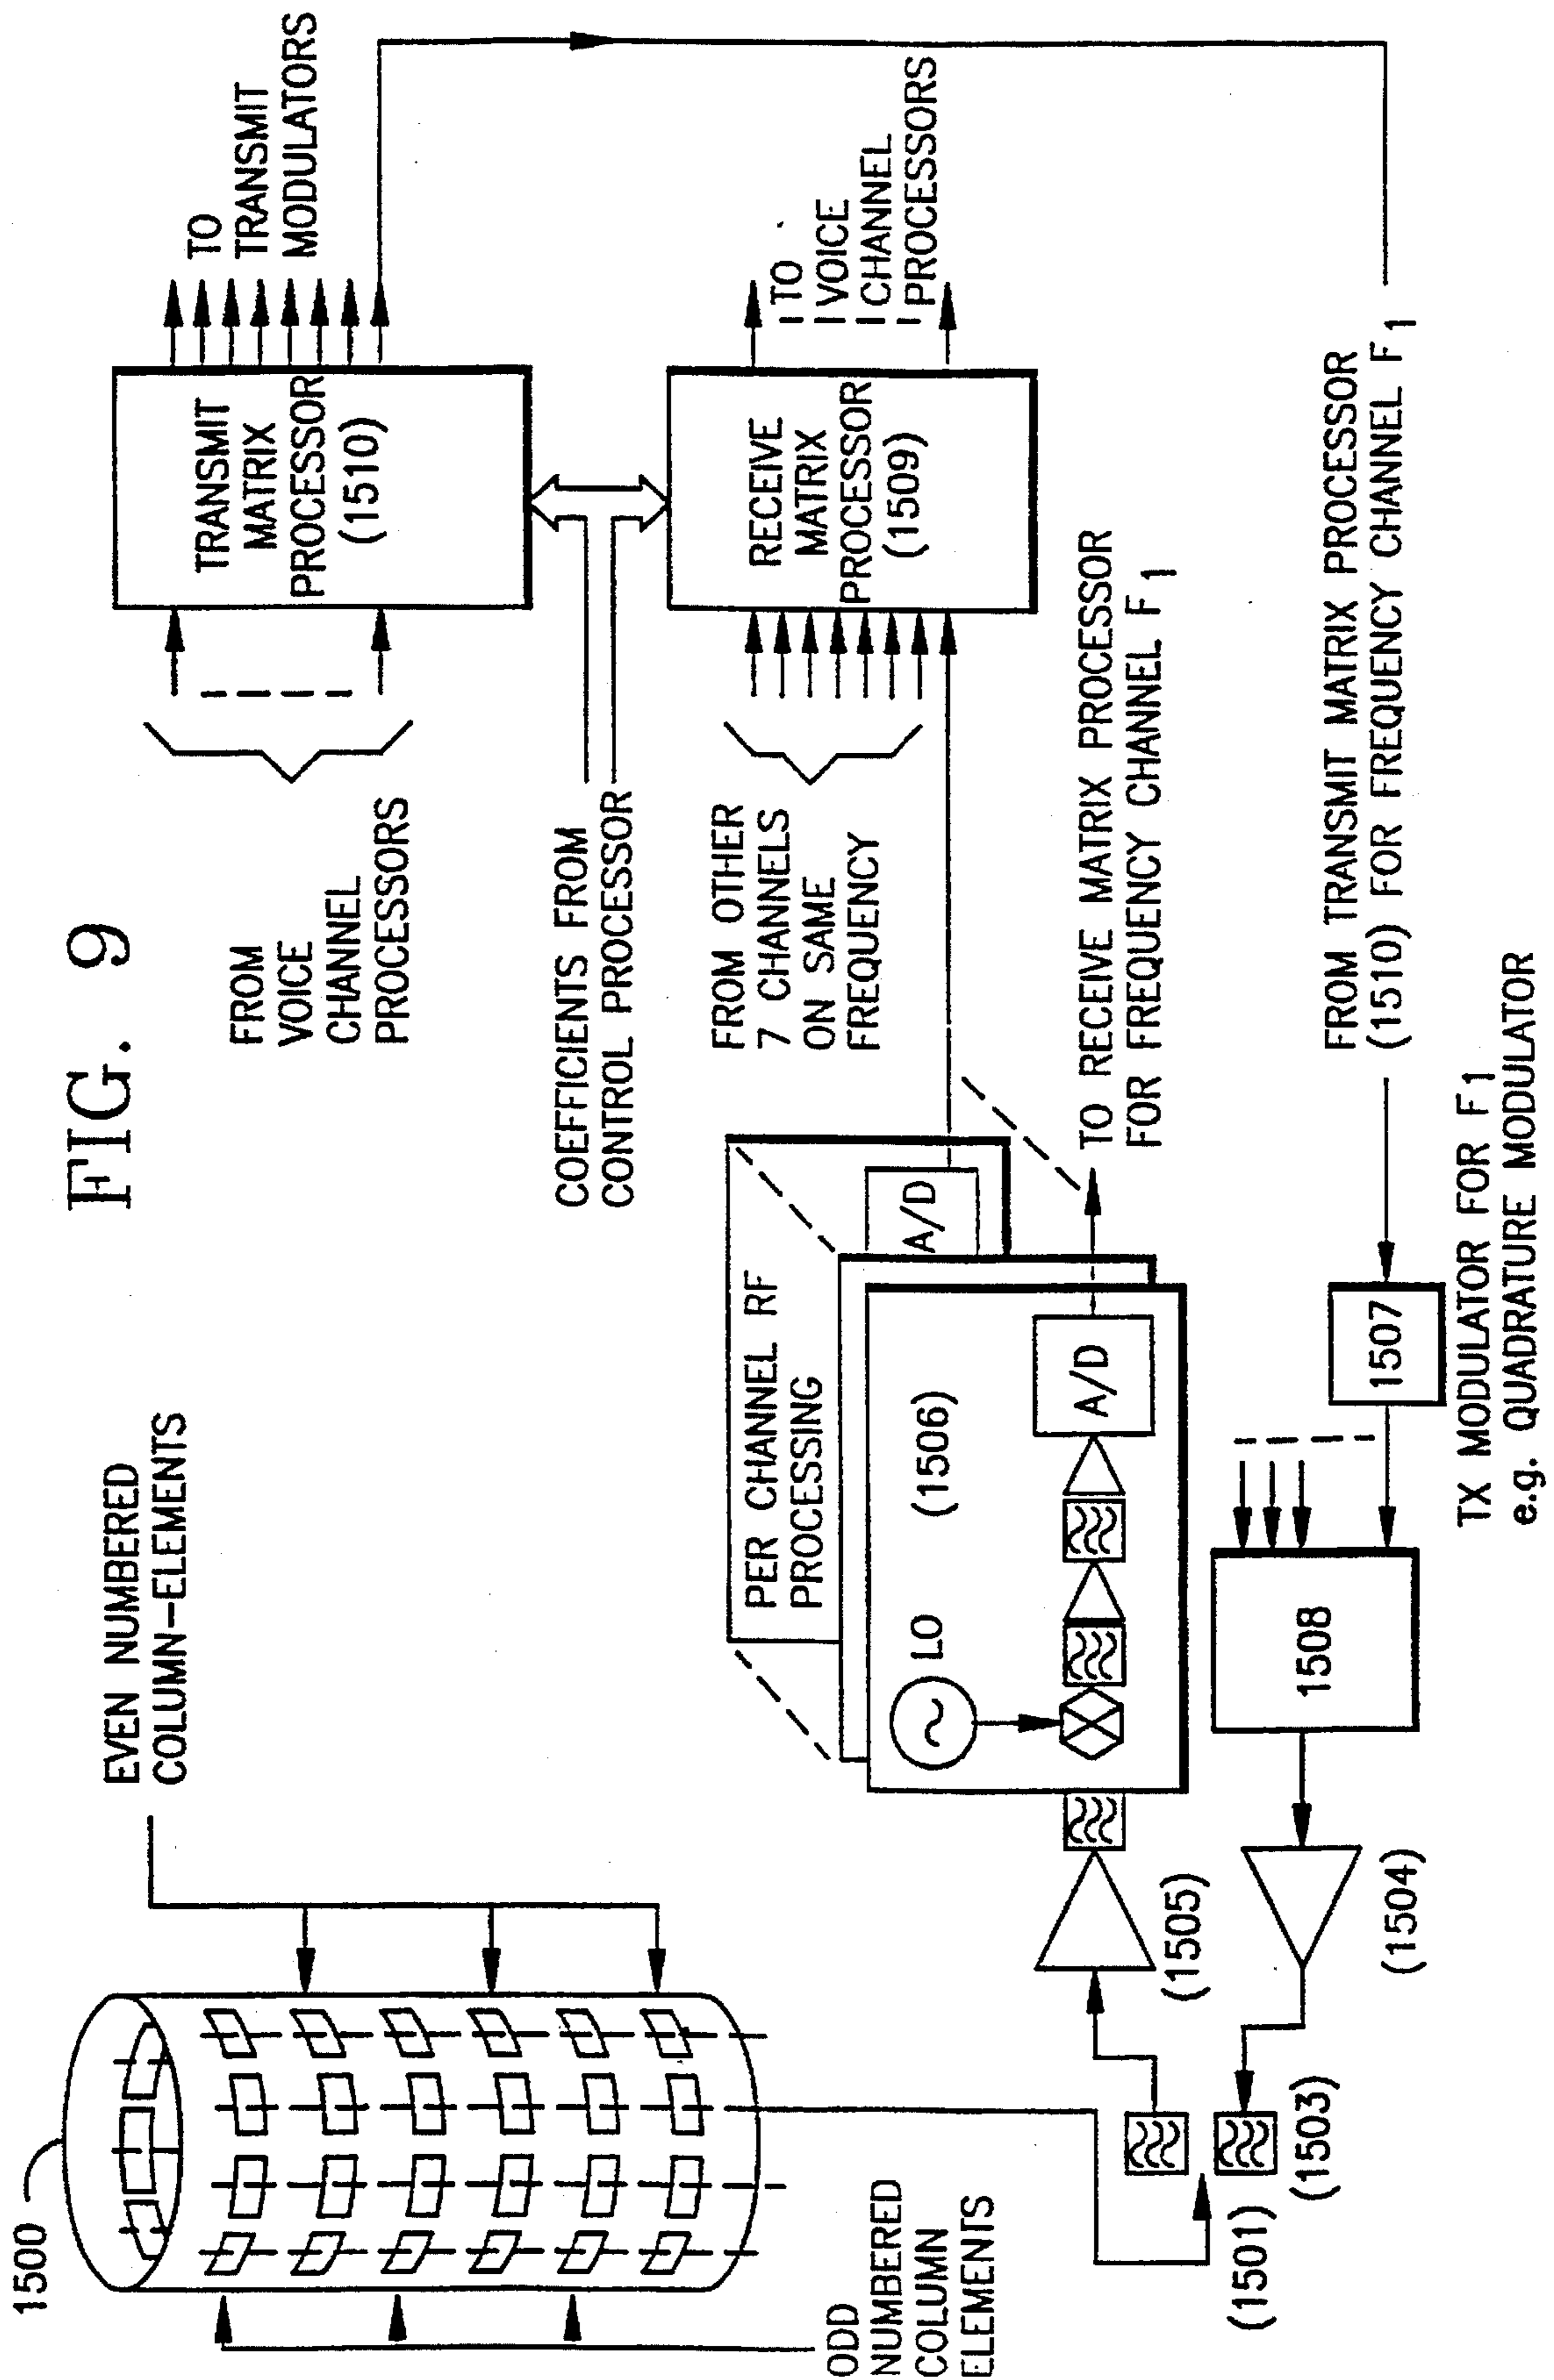 FIG. 9
1500
EVEN NUMBERED
COLUMN-ELEMENTS
ODD
NUMBERED
COLUMN
ELEMENTS
FROM
VOICE
CHANNEL
PROCESSORS
TRANSMIT
MATRIX
PROCESSOR
(1510)
TO
TRANSMIT
MODULATORS
COEFFICIENTS FROM
CONTROL PROCESSOR
FROM OTHER
7 CHANNELS
ON SAME
FREQUENCY
RECEIVE
MATRIX
PROCESSOR
(1509)
TO
VOICE
CHANNEL
PROCESSORS
PER CHANNEL RF
PROCESSING
A/D
(1506)
LO
A/D
TO RECEIVE MATRIX PROCESSOR
FOR FREQUENCY CHANNEL F1
(1505)
(1501)
(1503)
(1504)
1508
1507
FROM TRANSMIT MATRIX PROCESSOR
(1510) FOR FREQUENCY CHANNEL F1
TX MODULATOR FOR F1
e.g. QUADRATURE MODULATOR